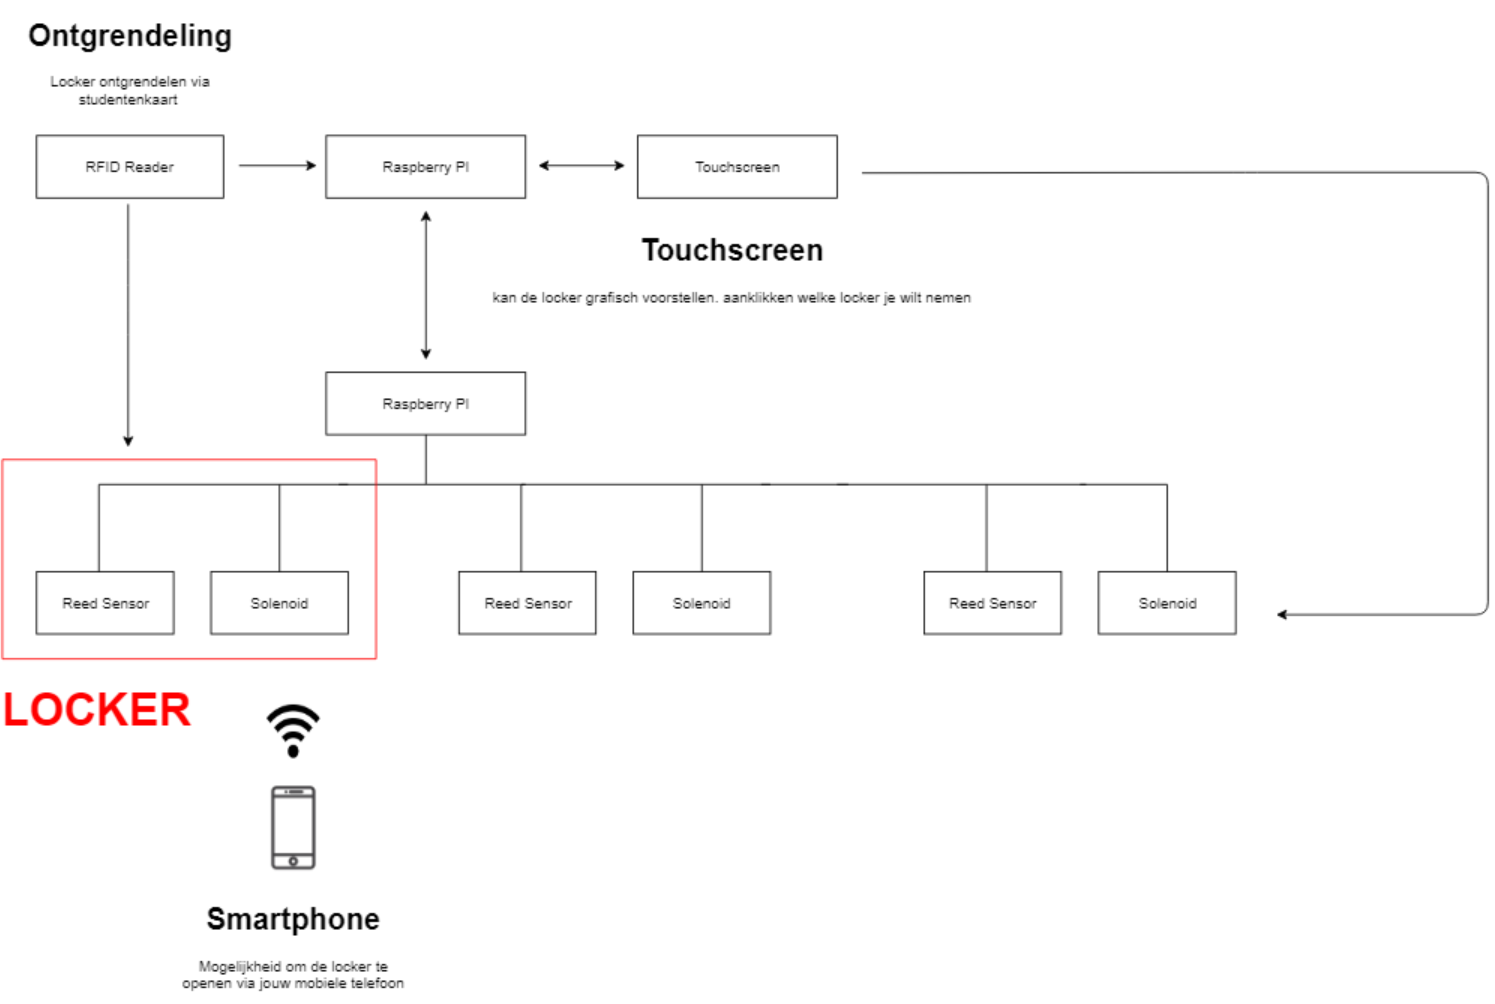 Ontgrendeling
Locker ontgrendelen via
studentenkaart
RFID Reader
Raspberry PI
Touchscreen
Touchscreen
kan de locker grafisch voorstellen. aanklikken welke locker je wilt nemen
Raspberry PI
Reed Sensor
Solenoid
Reed Sensor
Solenoid
Reed Sensor
Solenoid
LOCKER
Smartphone
Mogelijkheid om de locker te
openen via jouw mobiele telefoon